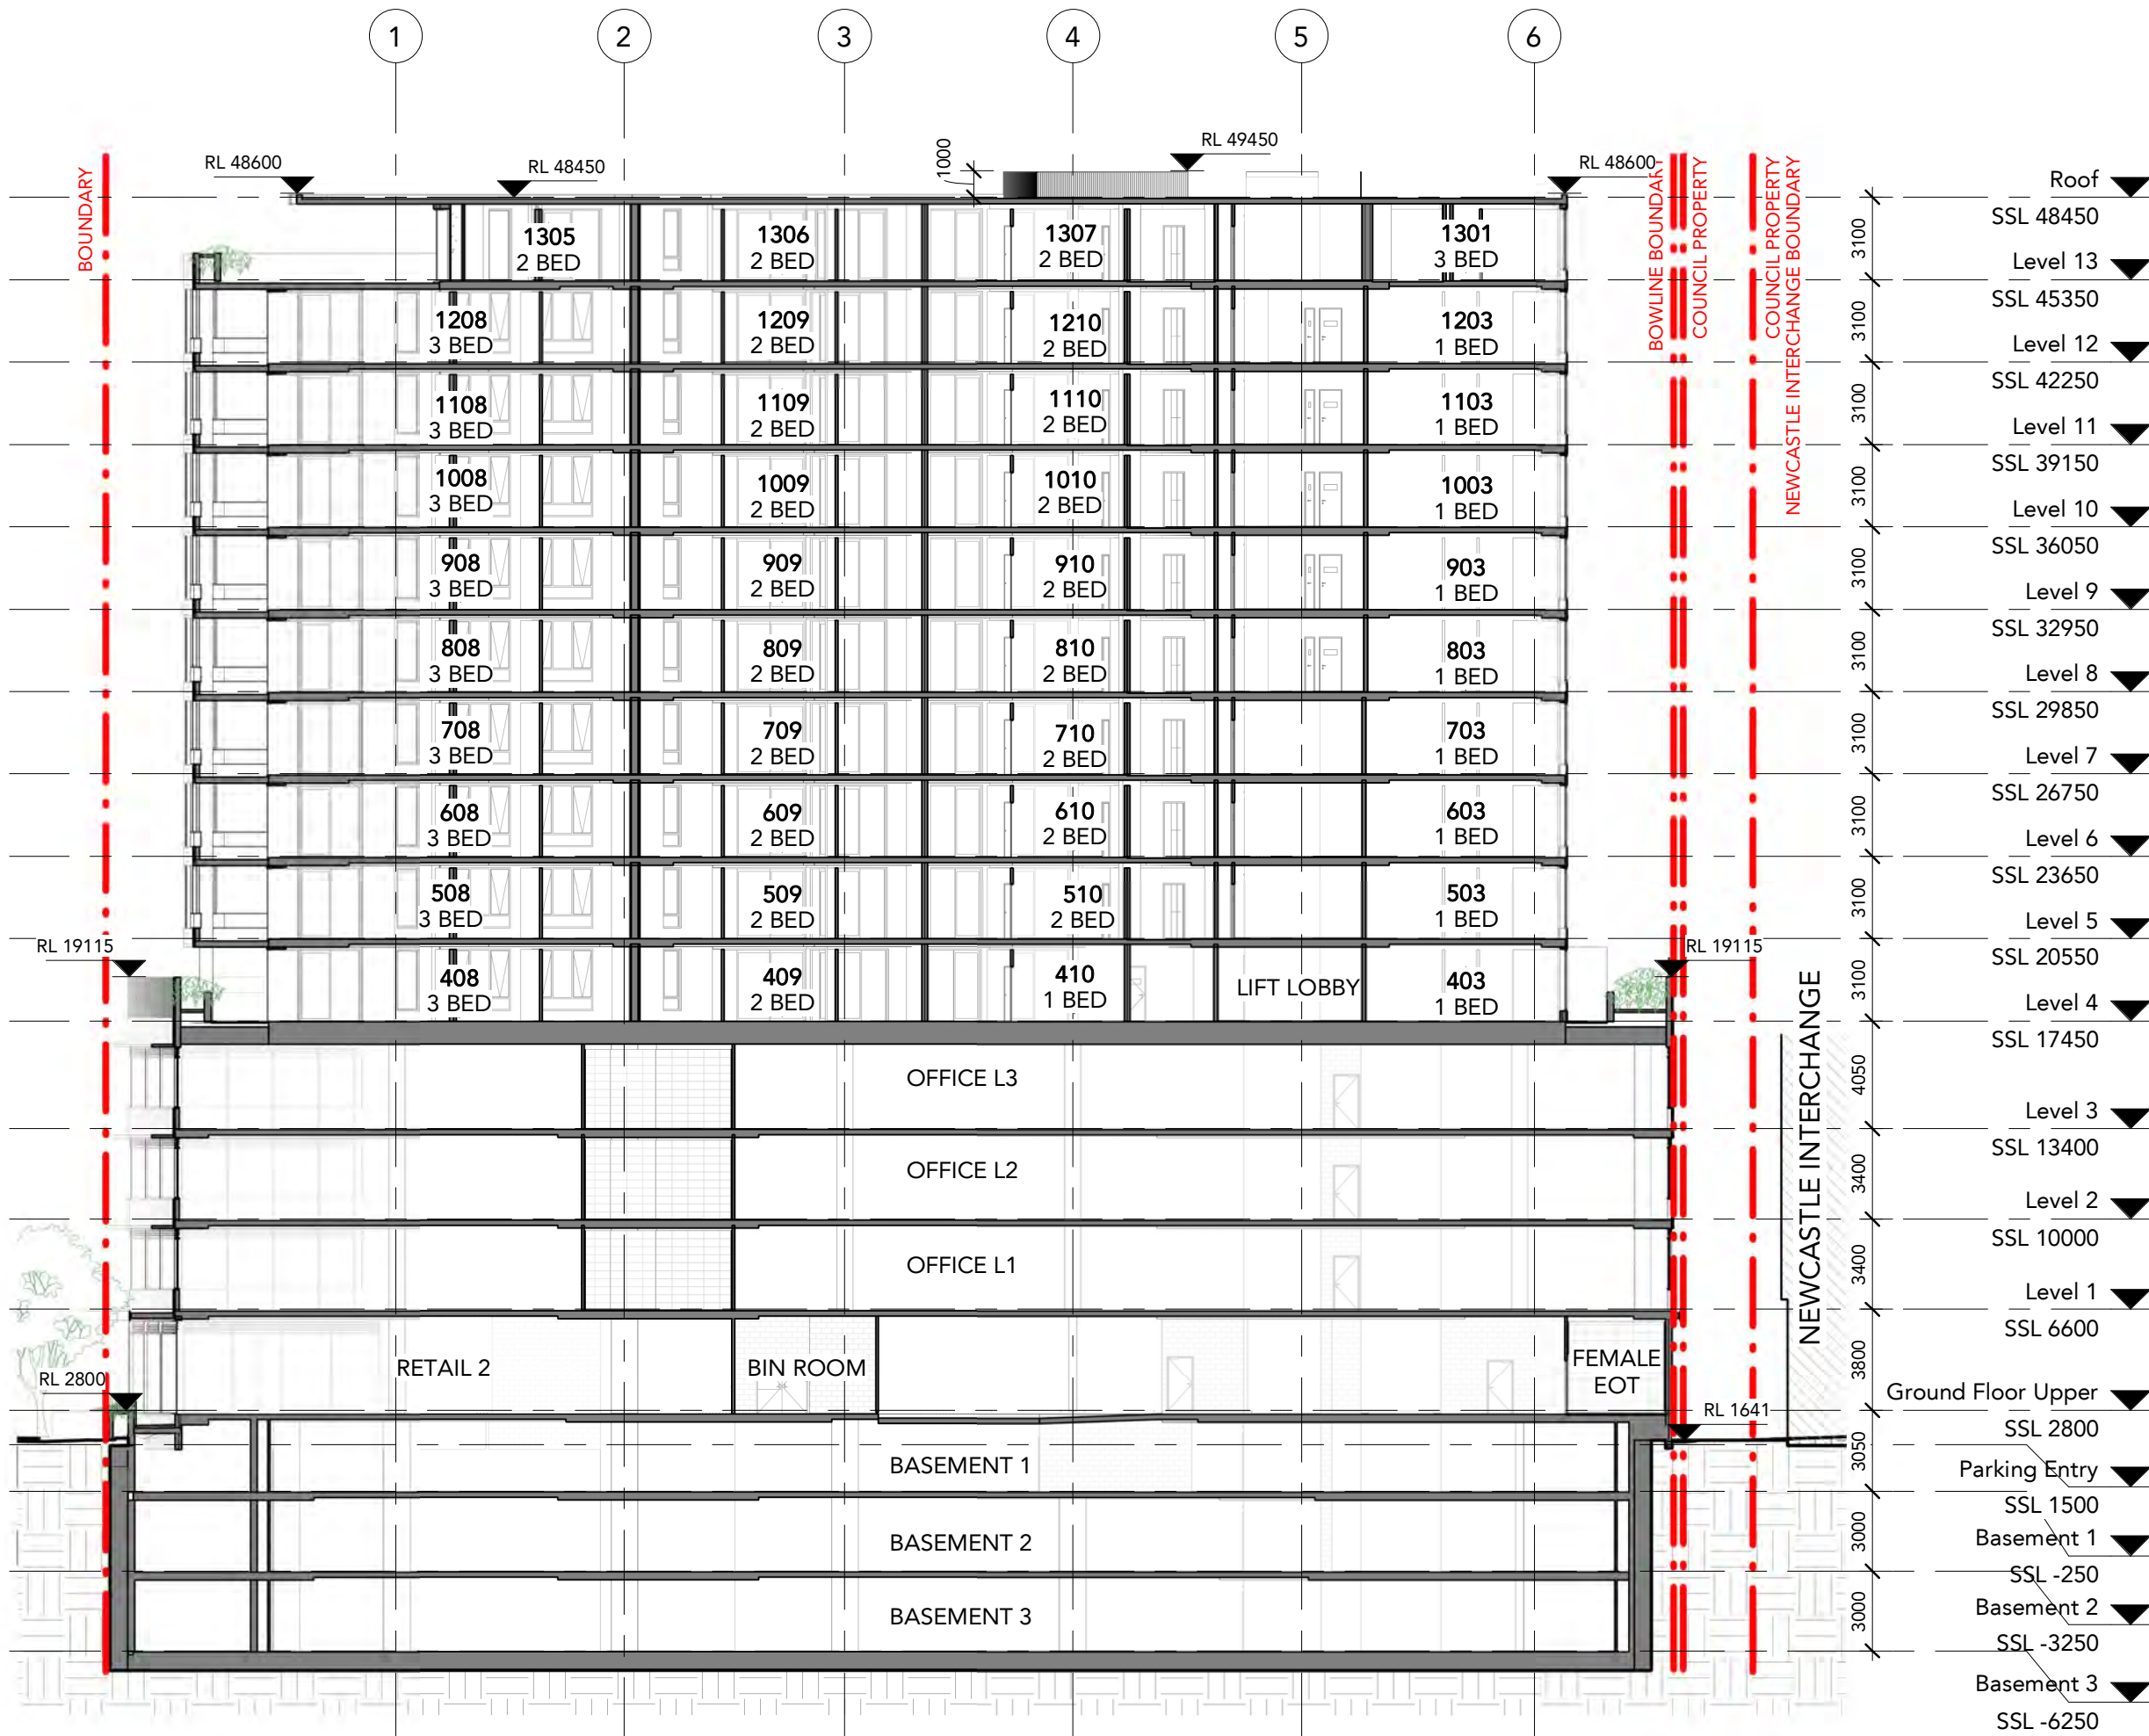 1 2 3 4 5 6
RL 48600
RL 48450
1000
RL 49450
RL 48600
BOUNDARY
BOWLINE BOUNDARY
COUNCIL PROPERTY
COUNCIL PROPERTY
NEWCASTLE INTERCHANGE BOUNDARY
Roof
SSL 48450
3100
1305
2 BED
1306
2 BED
1307
2 BED
1301
3 BED
Level 13
SSL 45350
3100
1208
3 BED
1209
2 BED
1210
2 BED
1203
1 BED
Level 12
SSL 42250
3100
1108
3 BED
1109
2 BED
1110
2 BED
1103
1 BED
Level 11
SSL 39150
3100
1008
3 BED
1009
2 BED
1010
2 BED
1003
1 BED
Level 10
SSL 36050
3100
908
3 BED
909
2 BED
910
2 BED
903
1 BED
Level 9
SSL 32950
3100
808
3 BED
809
2 BED
810
2 BED
803
1 BED
Level 8
SSL 29850
3100
708
3 BED
709
2 BED
710
2 BED
703
1 BED
Level 7
SSL 26750
3100
608
3 BED
609
2 BED
610
2 BED
603
1 BED
Level 6
SSL 23650
3100
508
3 BED
509
2 BED
510
2 BED
503
1 BED
Level 5
SSL 20550
3100
RL 19115
RL 19115
408
3 BED
409
2 BED
410
1 BED
LIFT LOBBY
403
1 BED
Level 4
SSL 17450
4050
OFFICE L3
Level 3
SSL 13400
3400
OFFICE L2
Level 2
SSL 10000
3400
OFFICE L1
NEWCASTLE INTERCHANGE
Level 1
SSL 6600
3800
RETAIL 2
BIN ROOM
FEMALE
EOT
RL 2800
RL 1641
Ground Floor Upper
SSL 2800
3050
BASEMENT 1
Parking Entry
SSL 1500
3000
BASEMENT 2
Basement 1
SSL -250
3000
BASEMENT 3
Basement 2
SSL -3250
Basement 3
SSL -6250